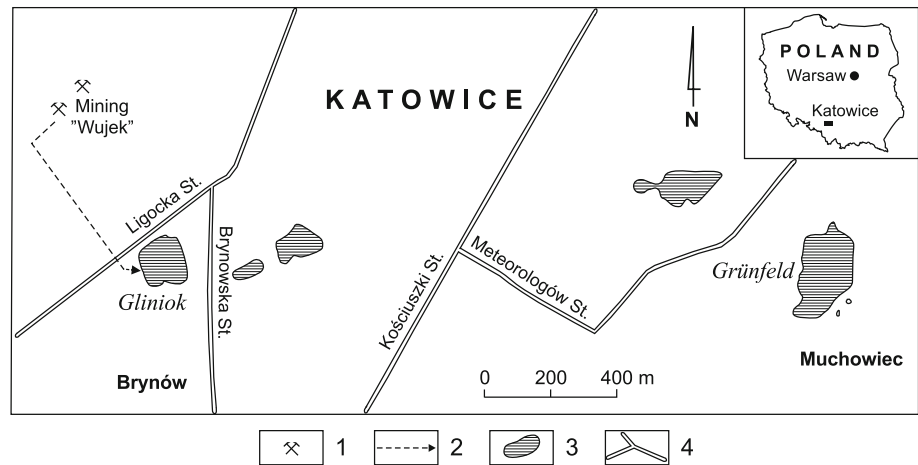 KATOWICE
POLAND
Warsaw
Katowice
N
Mining
"Wujek"
Ligocka St.
Brynowska St.
Gliniok
Brynów
Kościuszki St.
Meteorologów St.
Grünfeld
Muchowiec
0 200 400 m
1 2 3 4